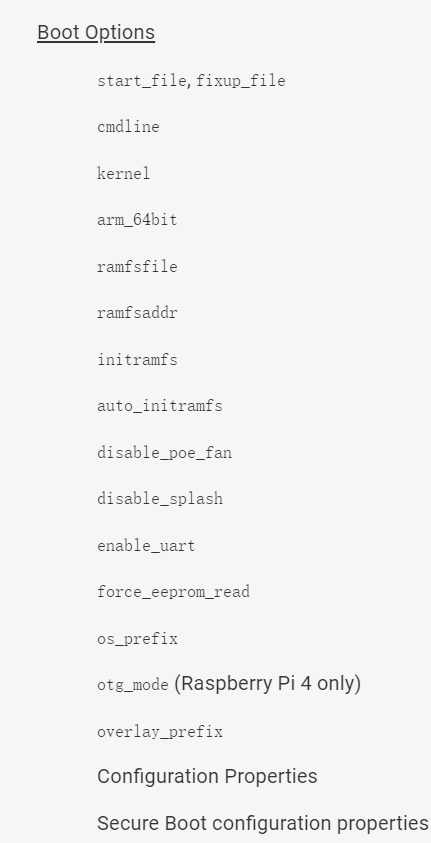 Boot Options
start_file, fixup_file
cmdline
kernel
arm_64bit
ramfsfile
ramfsaddr
initramfs
auto_initramfs
disable_poe_fan
disable_splash
enable_uart
force_eeprom_read
os_prefix
otg_mode (Raspberry Pi 4 only)
overlay_prefix
Configuration Properties
Secure Boot configuration properties